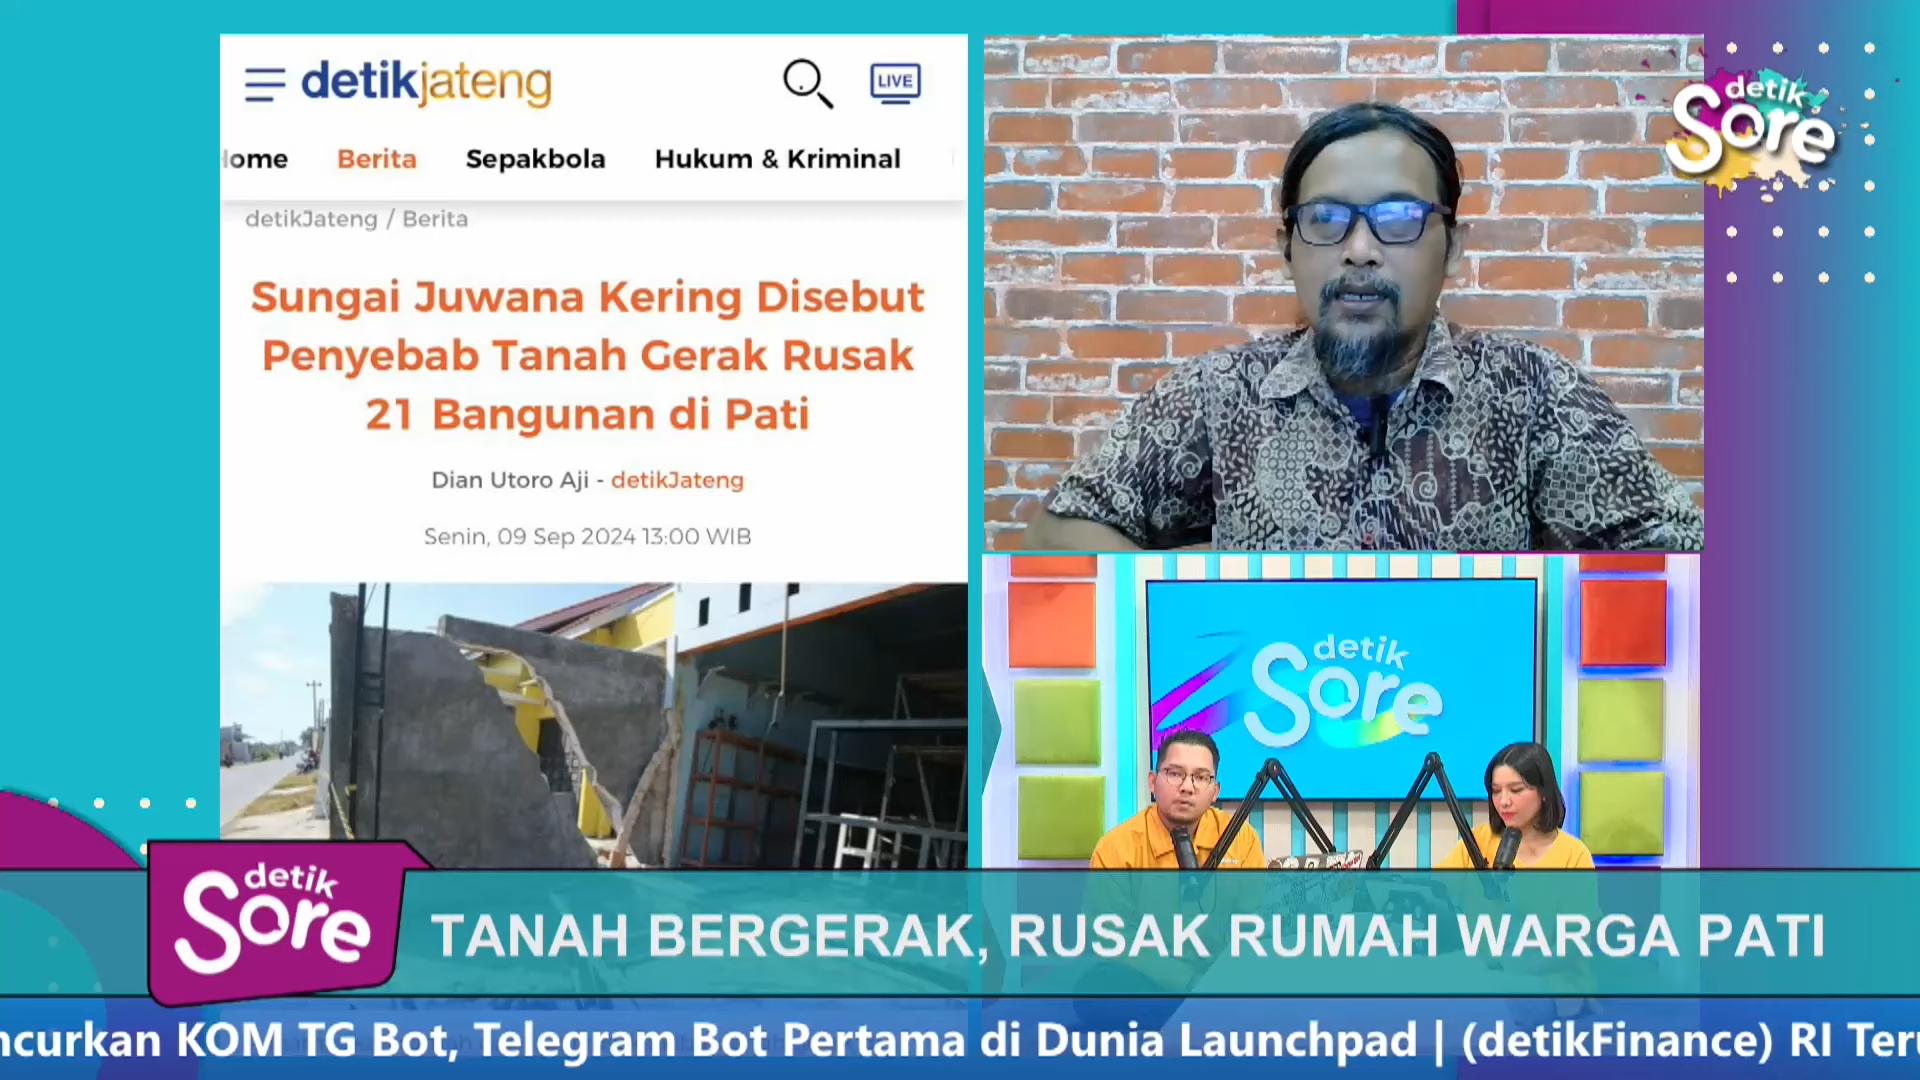 detikjateng
LIVE
Home Berita Sepakbola Hukum & Kriminal
detikJateng / Berita
Sungai Juwana Kering Disebut
Penyebab Tanah Gerak Rusak
21 Bangunan di Pati
Dian Utoro Aji - detikJateng
Senin, 09 Sep 2024 13:00 WIB
detik
Sore
detik
Sore
detik
Sore
TANAH BERGERAK, RUSAK RUMAH WARGA PATI
ncurkan KOM TG Bot, Telegram Bot Pertama di Dunia Launchpad | (detikFinance) RI Teru